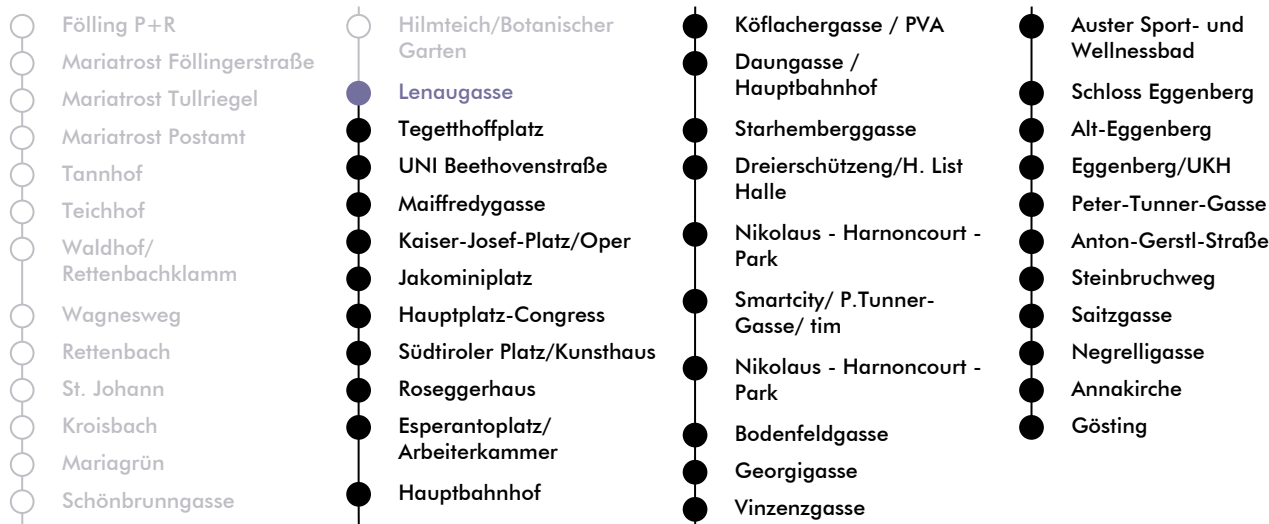 Fölling P+R
Mariatrost Föllingerstraße
Mariatrost Tullriegel
Mariatrost Postamt
Tannhof
Teichhof
Waldhof/
Rettenbachklamm
Wagnesweg
Rettenbach
St. Johann
Kroisbach
Mariagrün
Schönbrunngasse
Hilmteich/Botanischer
Garten
Lenaugasse
Tegetthoffplatz
UNI Beethovenstraße
Maiffredygasse
Kaiser-Josef-Platz/Oper
Jakominiplatz
Hauptplatz-Congress
Südtiroler Platz/Kunsthaus
Roseggerhaus
Esperantoplatz/
Arbeiterkammer
Hauptbahnhof
Köflachergasse / PVA
Daungasse /
Hauptbahnhof
Starhemberggasse
Dreierschützeng/H. List
Halle
Nikolaus - Harnoncourt -
Park
Smartcity/ P.Tunner-
Gasse/ tim
Nikolaus - Harnoncourt -
Park
Bodenfeldgasse
Georgigasse
Vinzenzgasse
Auster Sport- und
Wellnessbad
Schloss Eggenberg
Alt-Eggenberg
Eggenberg/UKH
Peter-Tunner-Gasse
Anton-Gerstl-Straße
Steinbruchweg
Saitzgasse
Negrelligasse
Annakirche
Gösting